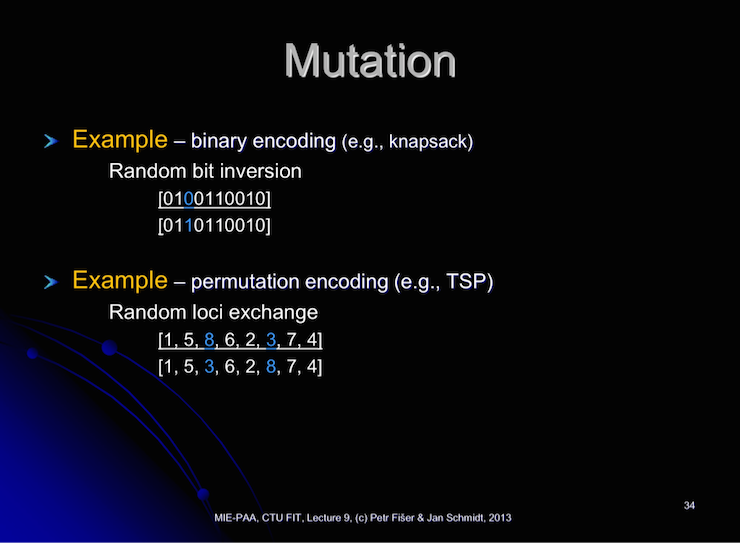 Mutation
Example – binary encoding (e.g., knapsack)
Random bit inversion
[0100110010]
[0110110010]
Example – permutation encoding (e.g., TSP)
Random loci exchange
[1, 5, 8, 6, 2, 3, 7, 4]
[1, 5, 3, 6, 2, 8, 7, 4]
34
MIE-PAA, CTU FIT, Lecture 9, (c) Petr Fišer & Jan Schmidt, 2013